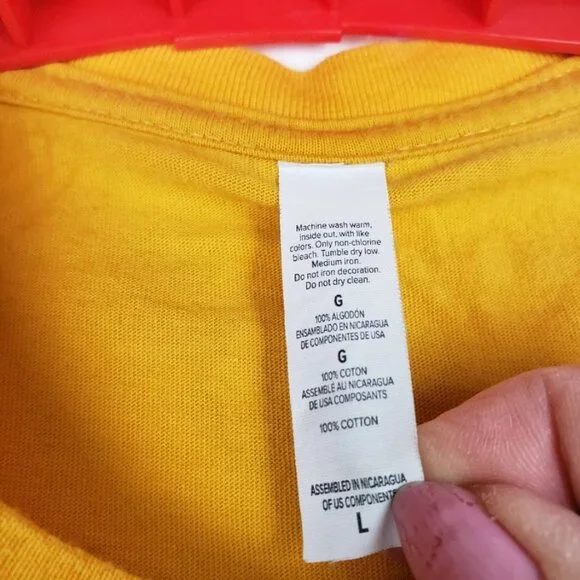 Machine wash warm,
inside out, with like
colors. Only non-chlorine
bleach. Tumble dry low.
Medium iron.
Do not iron decoration.
Do not dry clean.
G
100% ALGODÓN
ENSAMBLADO EN NICARAGUA
DE COMPONENTES DE USA
G
100% COTON
ASSEMBLE AU NICARAGUA
DE USA COMPOSANTS
100% COTTON
ASSEMBLED IN NICARAGUA
OF US COMPONENTS
L